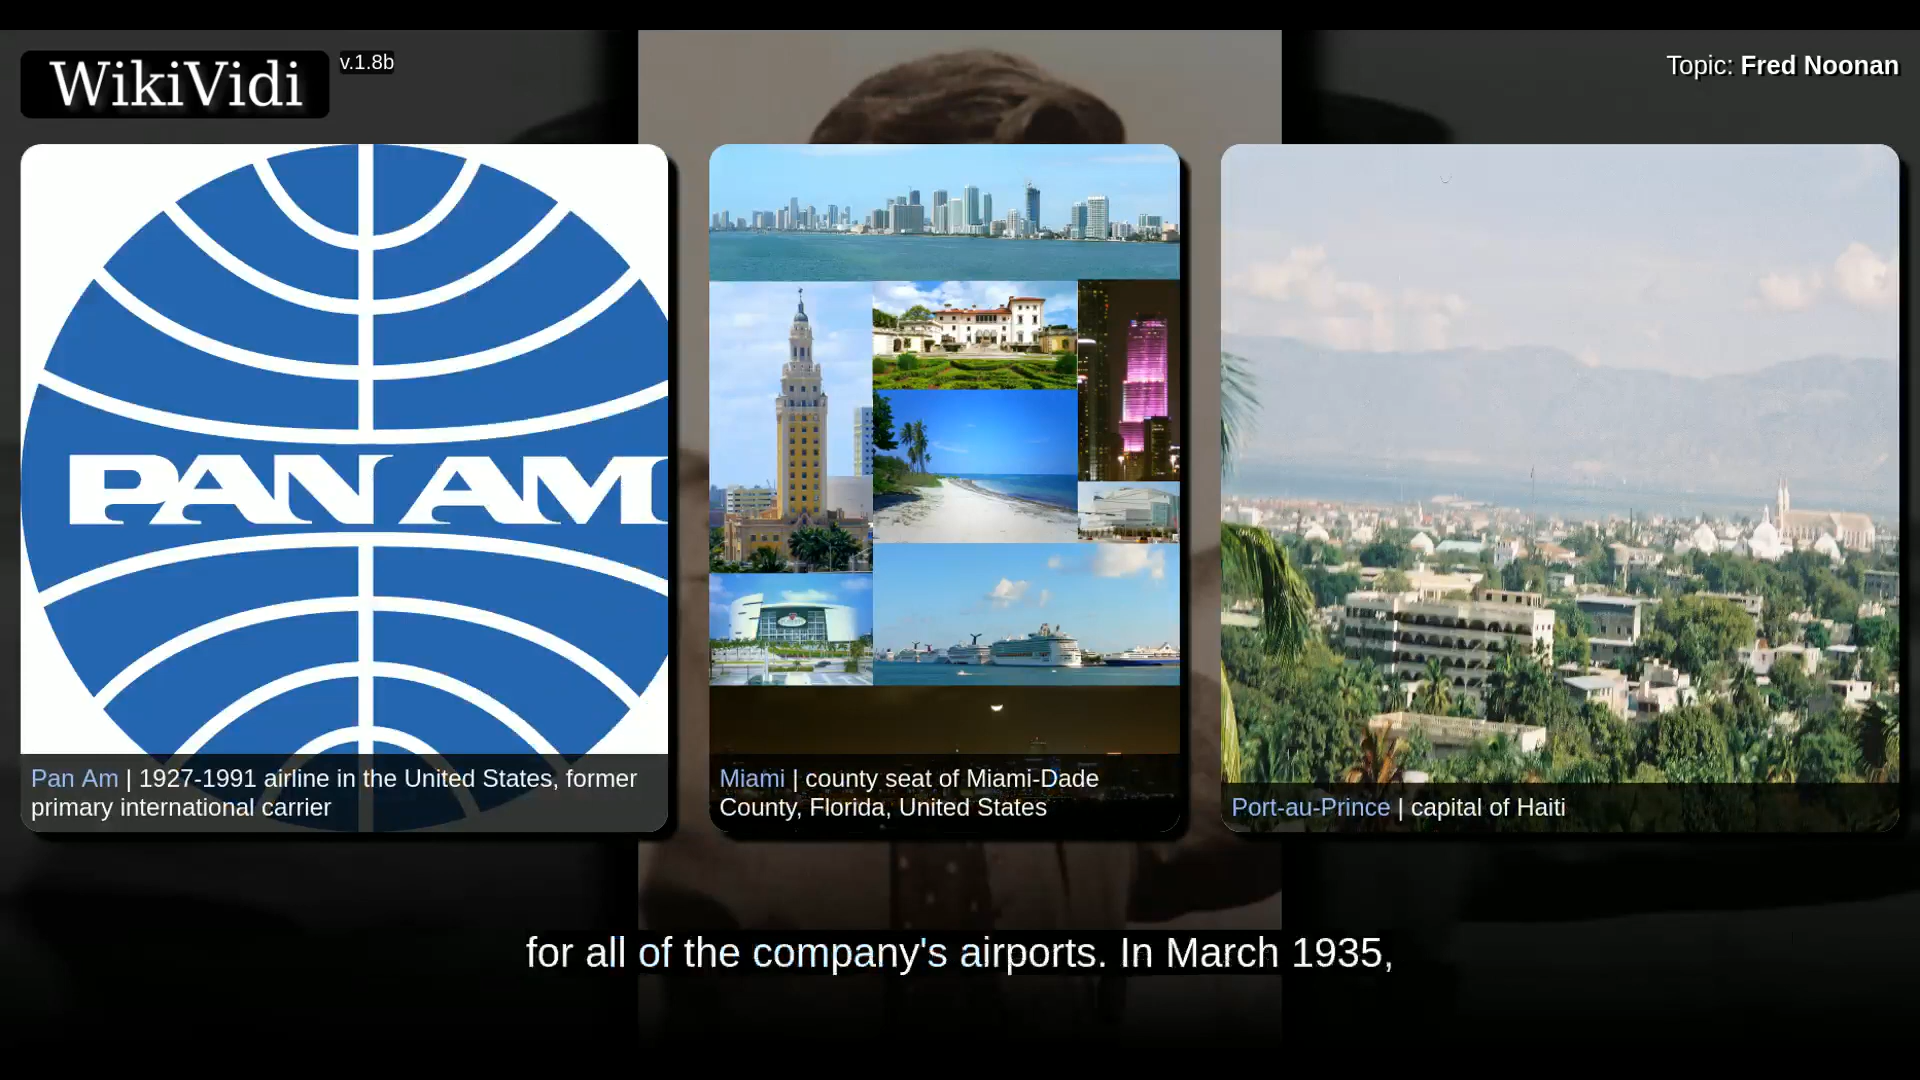 WikiVidi
v.1.8b
Topic: Fred Noonan
PAN AM
Pan Am | 1927-1991 airline in the United States, former
primary international carrier
Miami | county seat of Miami-Dade
County, Florida, United States
Port-au-Prince | capital of Haiti
for all of the company's airports. In March 1935,